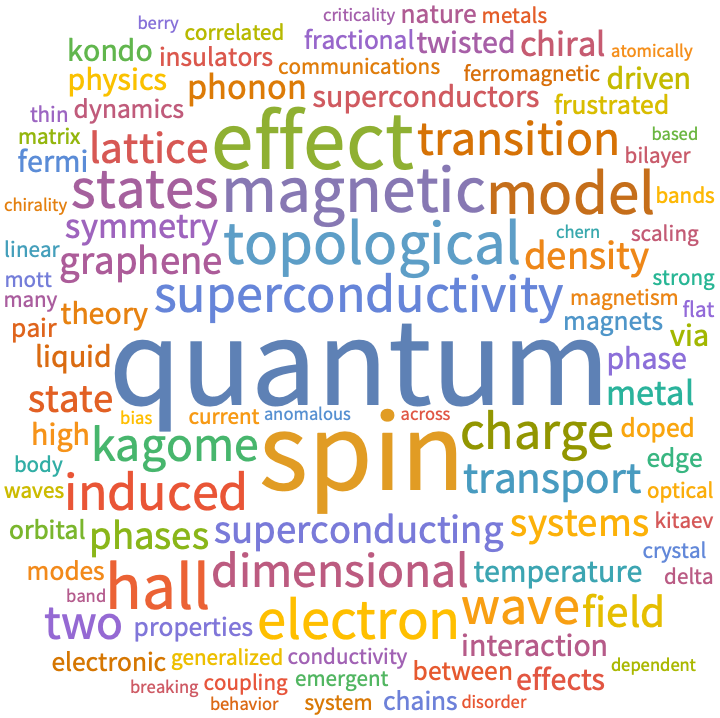 criticality nature metals
berry correlated
kondo insulators fractional twisted chiral atomically
communications
physics phonon ferromagnetic driven
thin dynamics superconductors frustrated
matrix lattice effect transition based
fermi bilayer
chirality states magnetic model bands
symmetry topological chern scaling
linear graphene density
mott superconductivity magnetism strong
many theory magnets flat
pair via
liquid quantum phase
state metal
bias current anomalous across
high kagome spin charge doped
body transport edge
waves induced optical
orbital phases superconducting systems kitaev
crystal
modes hall dimensional temperature delta
band
two properties electron wave field
electronic generalized conductivity interaction
breaking coupling emergent between effects dependent
behavior system chains disorder